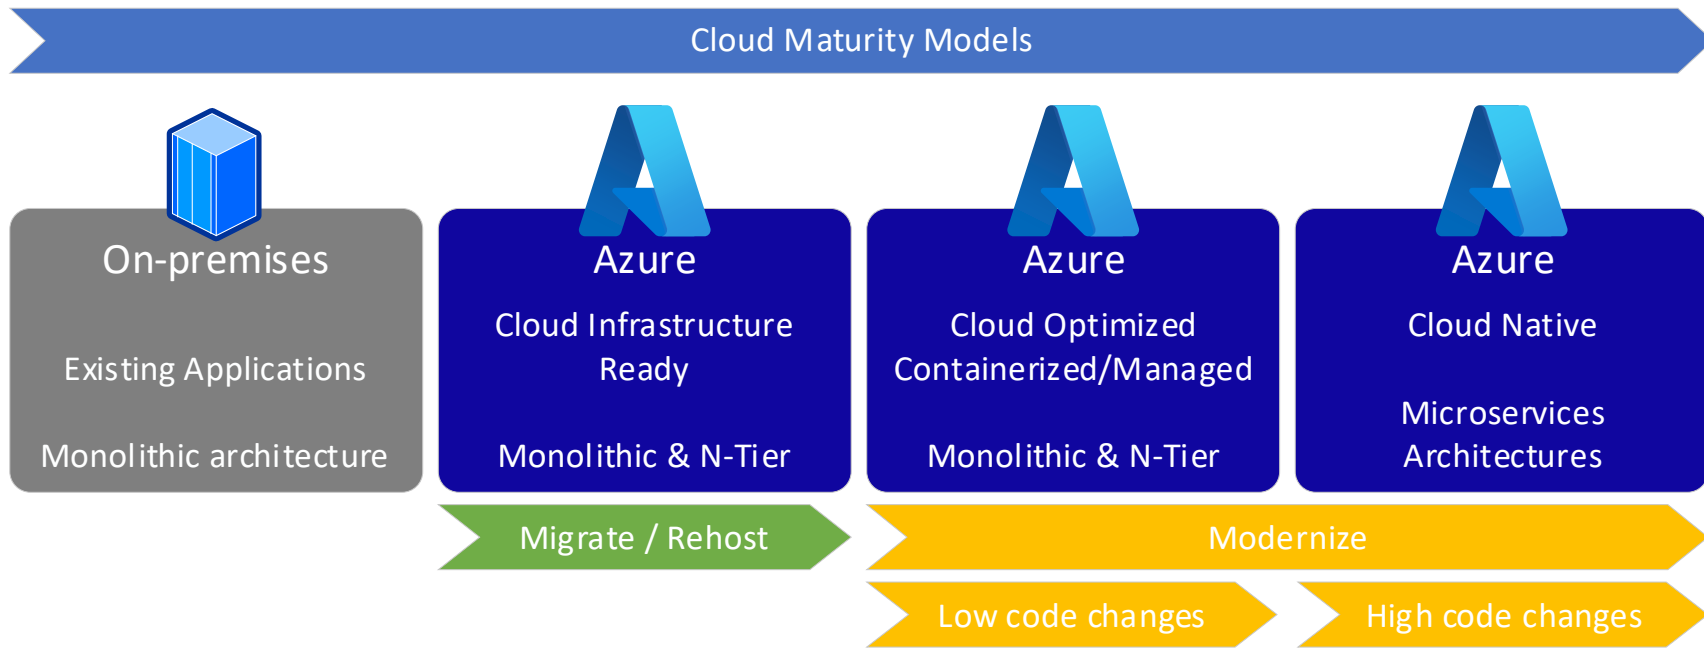 Cloud Maturity Models
On-premises
Existing Applications
Monolithic architecture
Azure
Cloud Infrastructure
Ready
Monolithic & N-Tier
Azure
Cloud Optimized
Containerized/Managed
Monolithic & N-Tier
Azure
Cloud Native
Microservices
Architectures
Migrate / Rehost
Modernize
Low code changes
High code changes